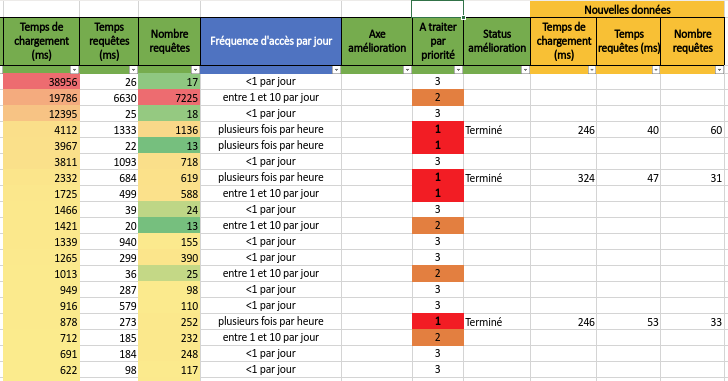 Nouvelles données
Temps de chargement (ms) Temps requêtes (ms) Nombre requêtes Fréquence d'accès par jour Axe amélioration A traiter par priorité Status amélioration Temps de chargement (ms) Temps requêtes (ms) Nombre requêtes
38956 26 17 <1 par jour 3
19786 6630 7225 entre 1 et 10 par jour 2
12395 25 18 <1 par jour 3
4112 1333 1136 plusieurs fois par heure 1 Terminé 246 40 60
3967 22 13 plusieurs fois par heure 1
3811 1093 718 <1 par jour 3
2332 684 619 plusieurs fois par heure 1 Terminé 324 47 31
1725 499 588 entre 1 et 10 par jour 1
1466 39 24 <1 par jour 3
1421 20 13 entre 1 et 10 par jour 2
1339 940 155 <1 par jour 3
1265 299 390 <1 par jour 3
1013 36 25 entre 1 et 10 par jour 2
949 287 98 <1 par jour 3
916 579 110 <1 par jour 3
878 273 252 plusieurs fois par heure 1 Terminé 246 53 33
712 185 232 entre 1 et 10 par jour 2
691 184 248 <1 par jour 3
622 98 117 <1 par jour 3